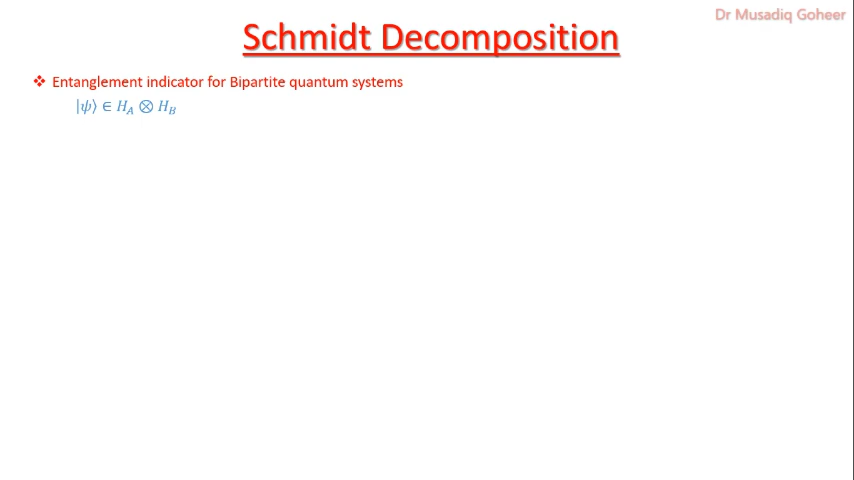 Dr Musadiq Goheer
Schmidt Decomposition
❖ Entanglement indicator for Bipartite quantum systems
|ψ⟩ ∈ H_A ⊗ H_B